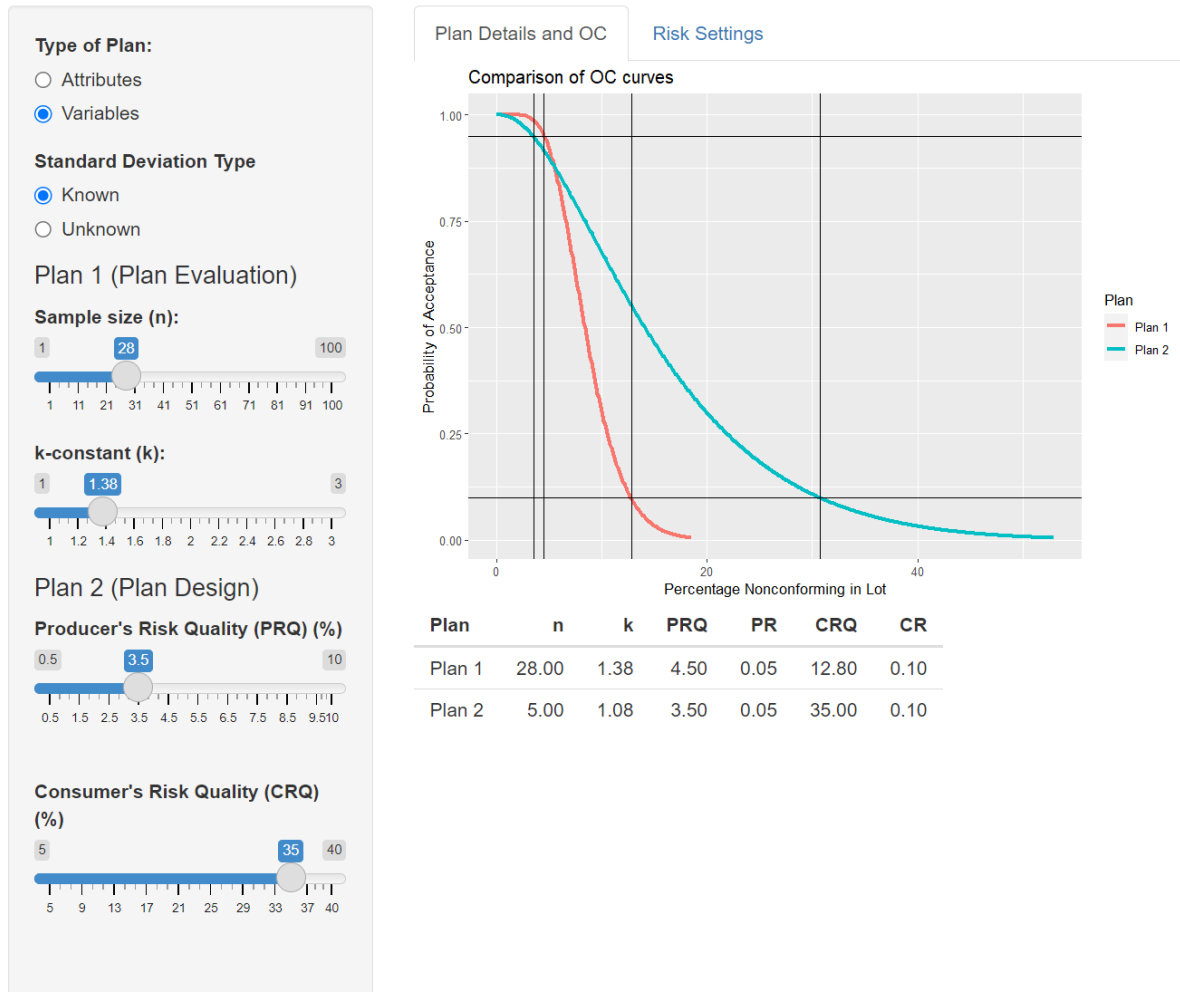 Type of Plan:
Attributes
Variables
Standard Deviation Type
Known
Unknown
Plan 1 (Plan Evaluation)
Sample size (n):
1 28 100
1 11 21 31 41 51 61 71 81 91 100
k-constant (k):
1 1.38 3
1 1.2 1.4 1.6 1.8 2 2.2 2.4 2.6 2.8 3
Plan 2 (Plan Design)
Producer's Risk Quality (PRQ) (%)
0.5 3.5 10
0.5 1.5 2.5 3.5 4.5 5.5 6.5 7.5 8.5 9.510
Consumer's Risk Quality (CRQ)
(%)
5 35 40
5 9 13 17 21 25 29 33 37 40
Plan Details and OC Risk Settings
Comparison of OC curves
Probability of Acceptance
1.00
0.75
0.50
0.25
0.00
0 20 40
Percentage Nonconforming in Lot
Plan
Plan 1
Plan 2
Plan n k PRQ PR CRQ CR
Plan 1 28.00 1.38 4.50 0.05 12.80 0.10
Plan 2 5.00 1.08 3.50 0.05 35.00 0.10